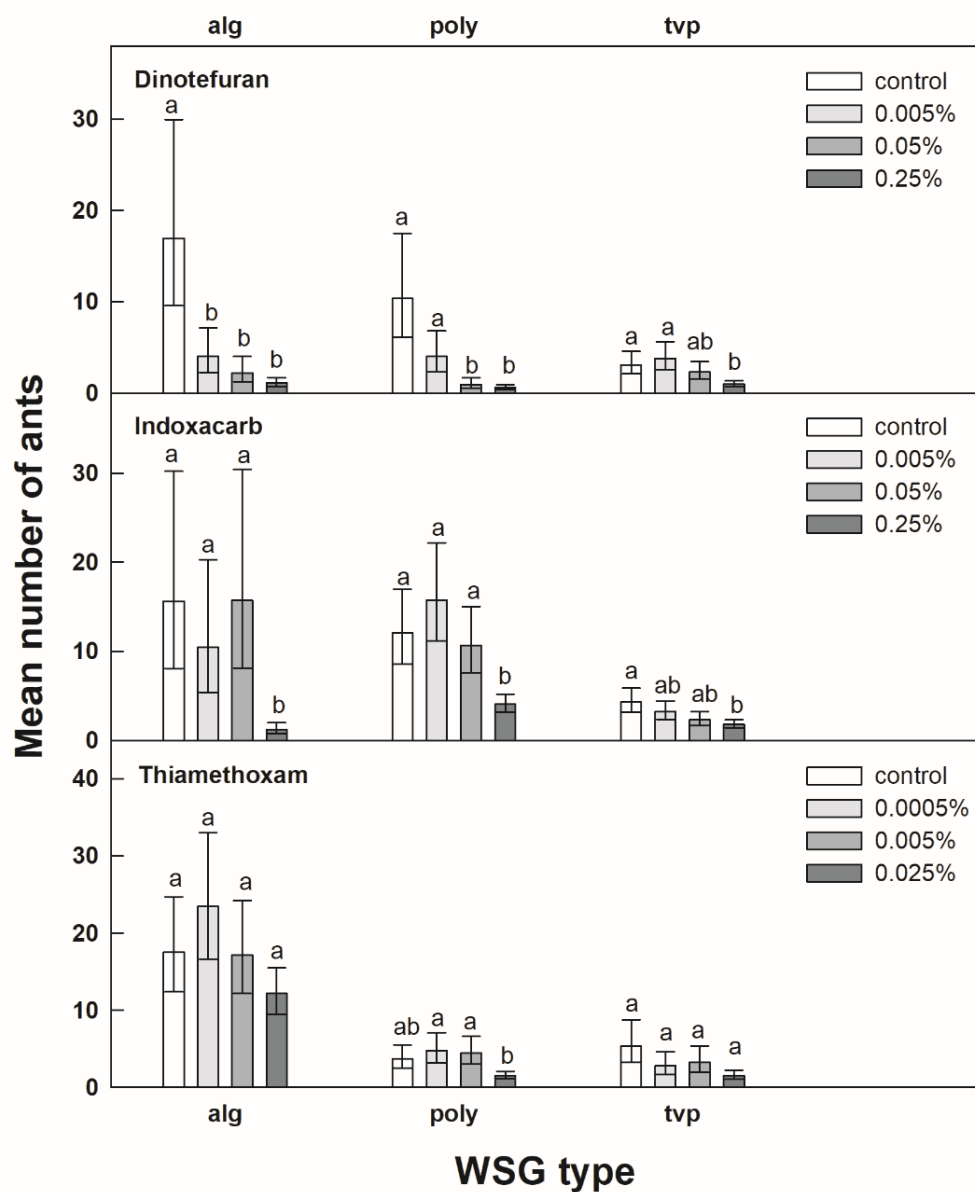 alg poly tvp
Dinotefuran
control
0.005%
0.05%
0.25%
30
20
10
0
a b b b
a a b b
a a ab b
Indoxacarb
control
0.005%
0.05%
0.25%
30
20
10
0
a a a b
a a a b
a ab ab b
Thiamethoxam
control
0.0005%
0.005%
0.025%
40
30
20
10
0
a a a a
ab a a b
a a a a
alg poly tvp
Mean number of ants
WSG type